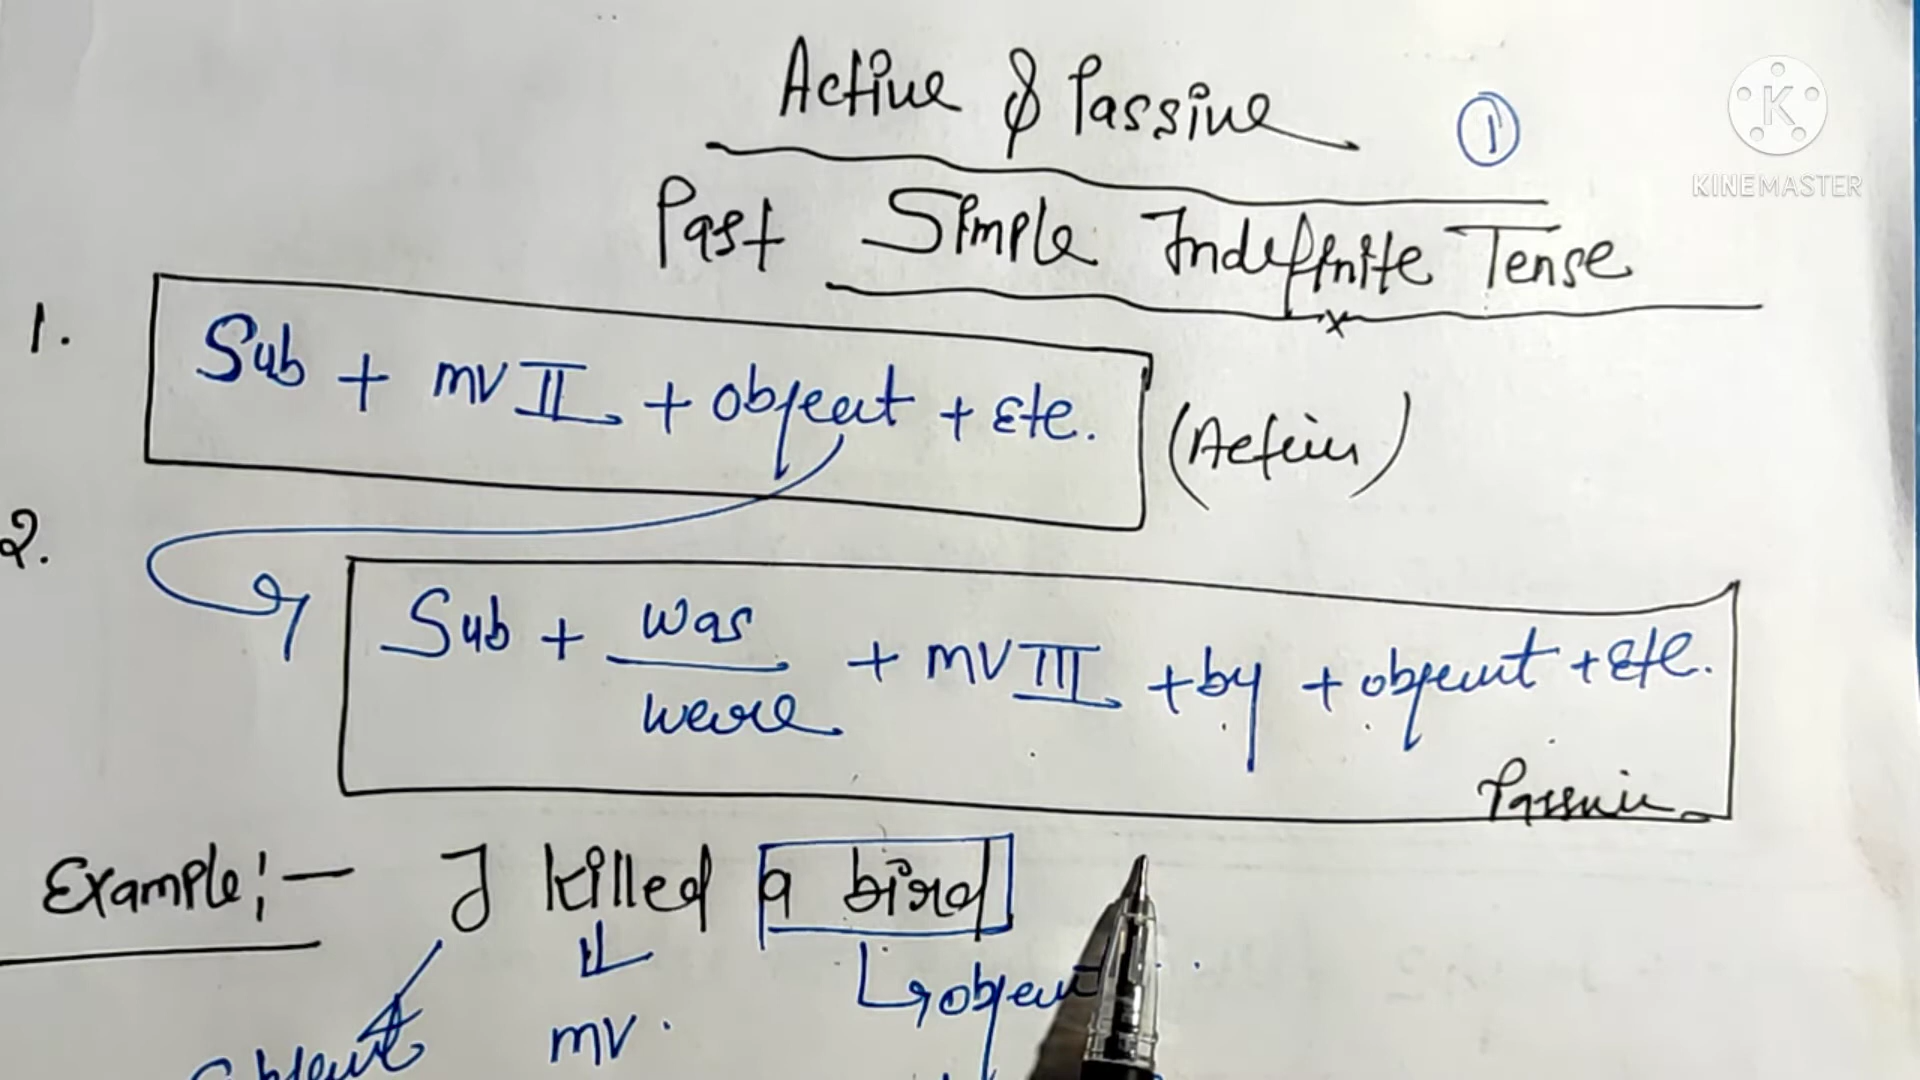 Active & Passive
1
K
KINEMASTER
Past Simple Indefinite Tense
1.
Sub + mv II + object + Etc.
(Active)
2.
Sub + was/were + mv III + by + object + Etc.
Passive
Example:- I killed a bird
object
mv.